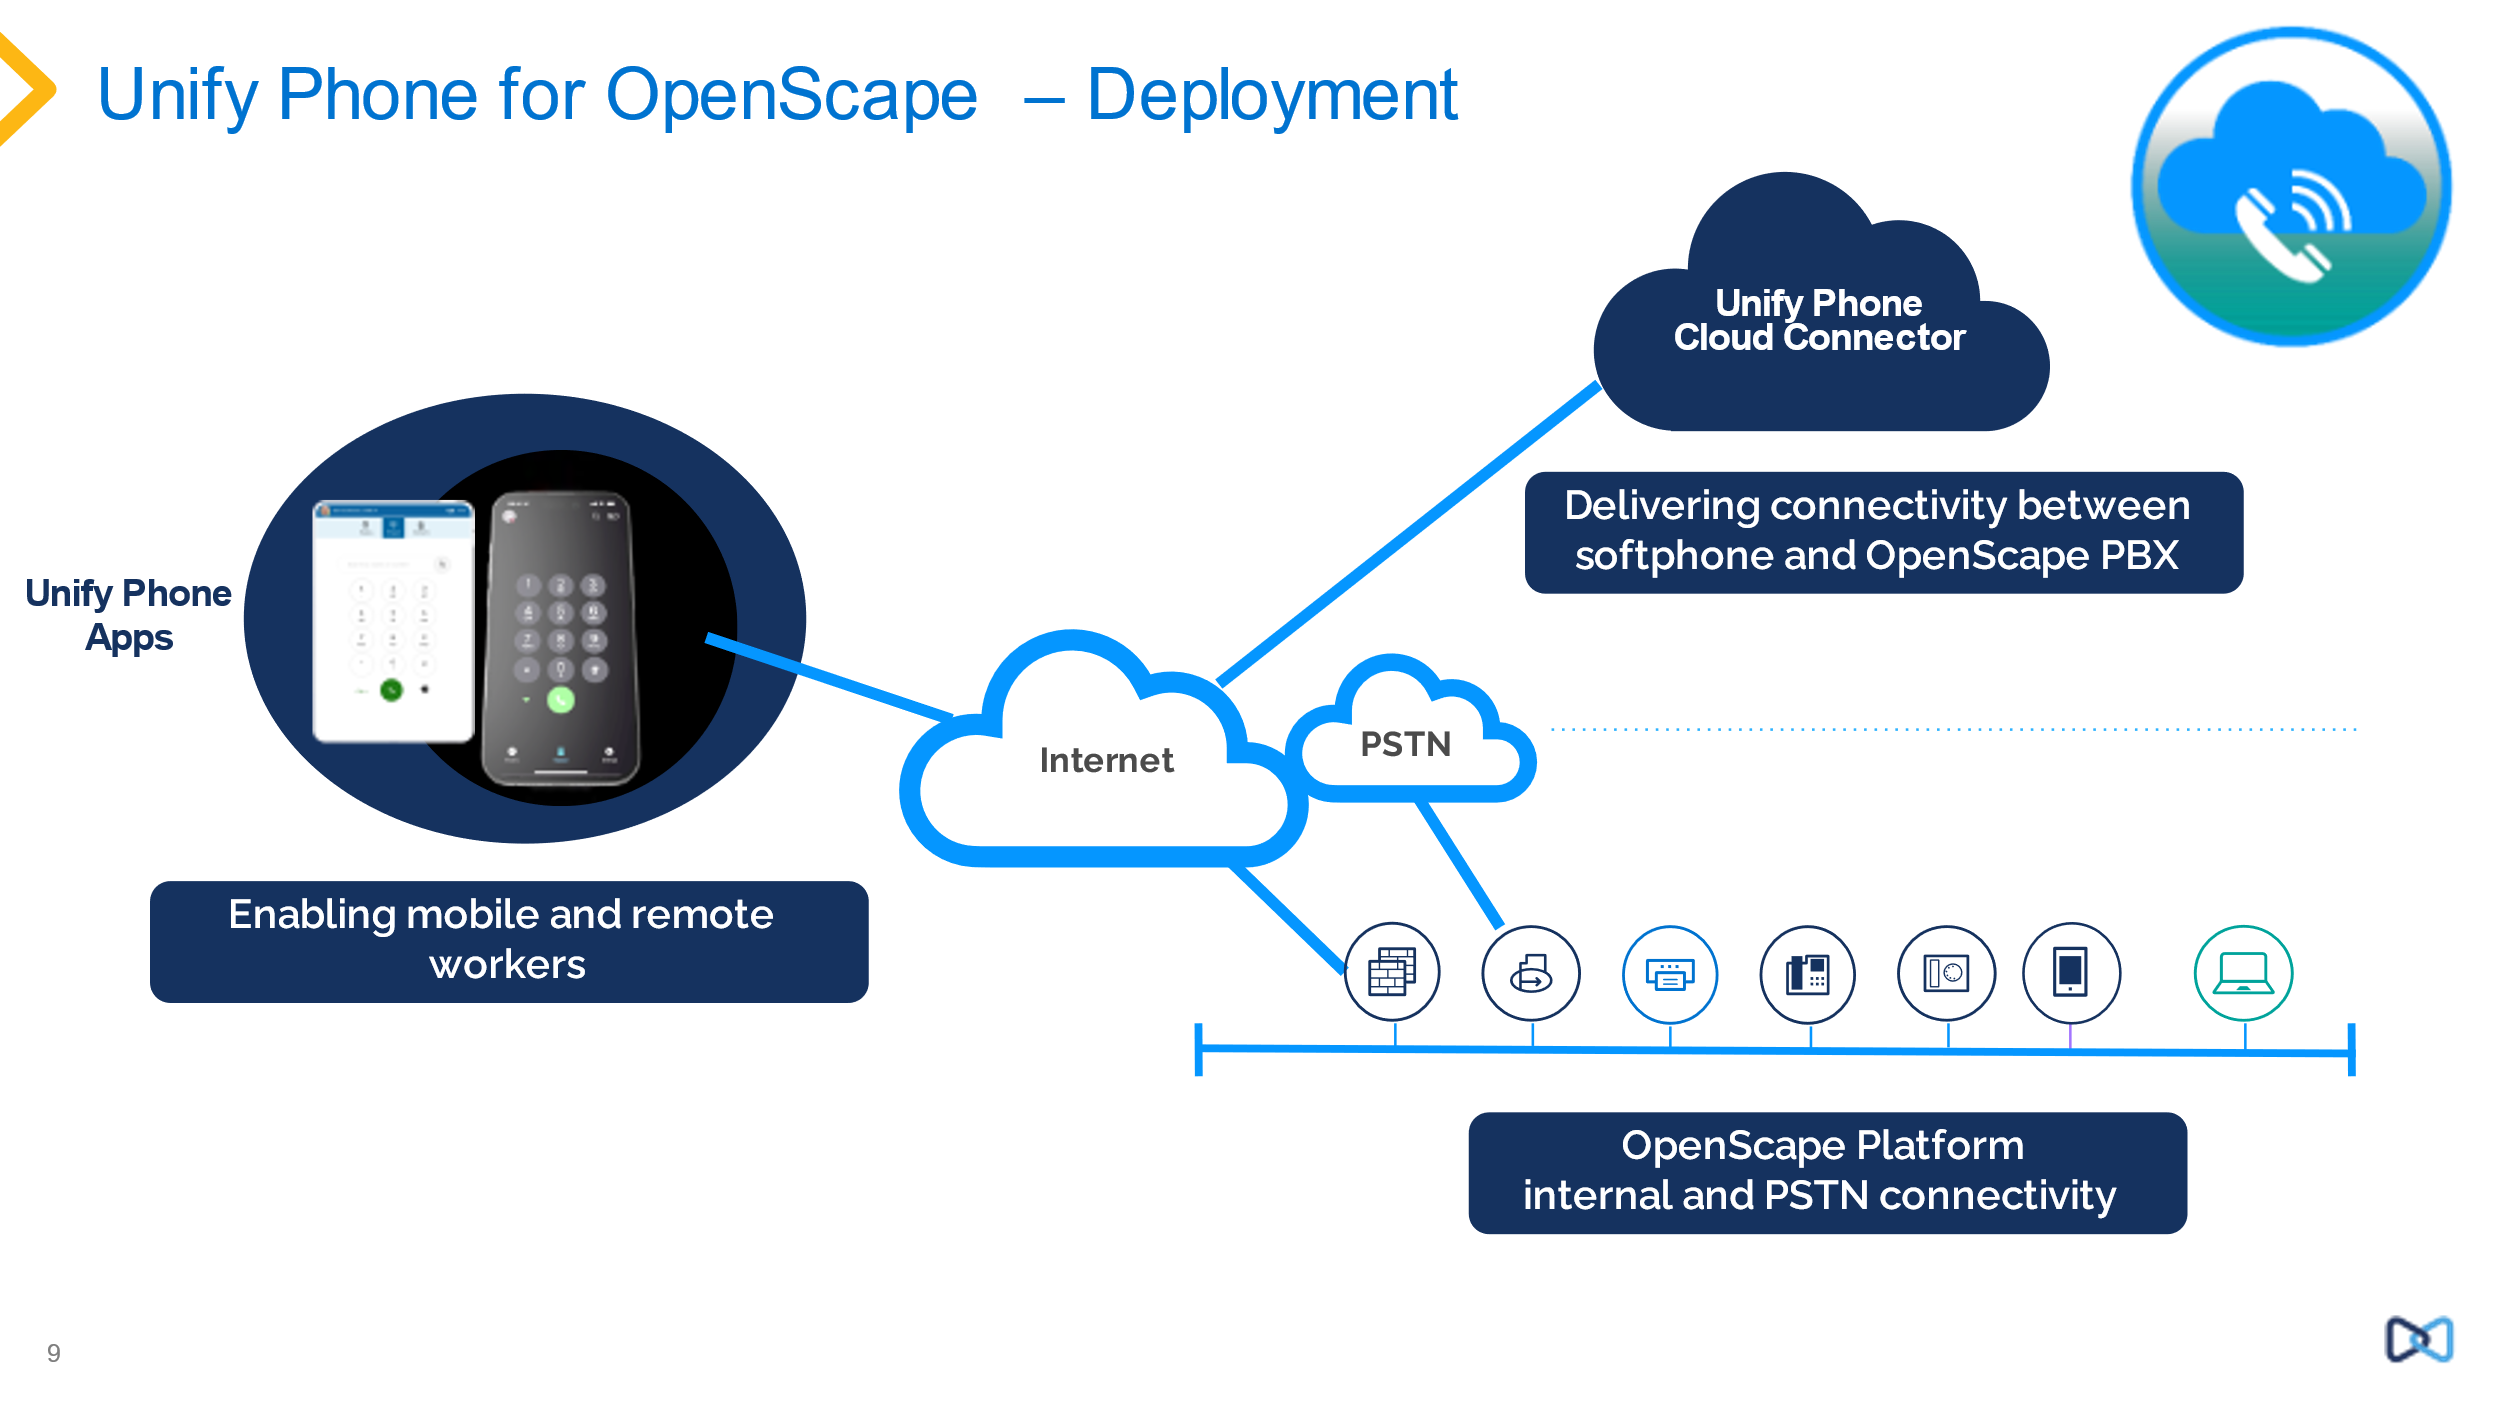 Unify Phone for OpenScape – Deployment
Unify Phone
Cloud Connector
Delivering connectivity between
softphone and OpenScape PBX
Unify Phone
Apps
Internet
PSTN
Enabling mobile and remote
workers
OpenScape Platform
internal and PSTN connectivity
9